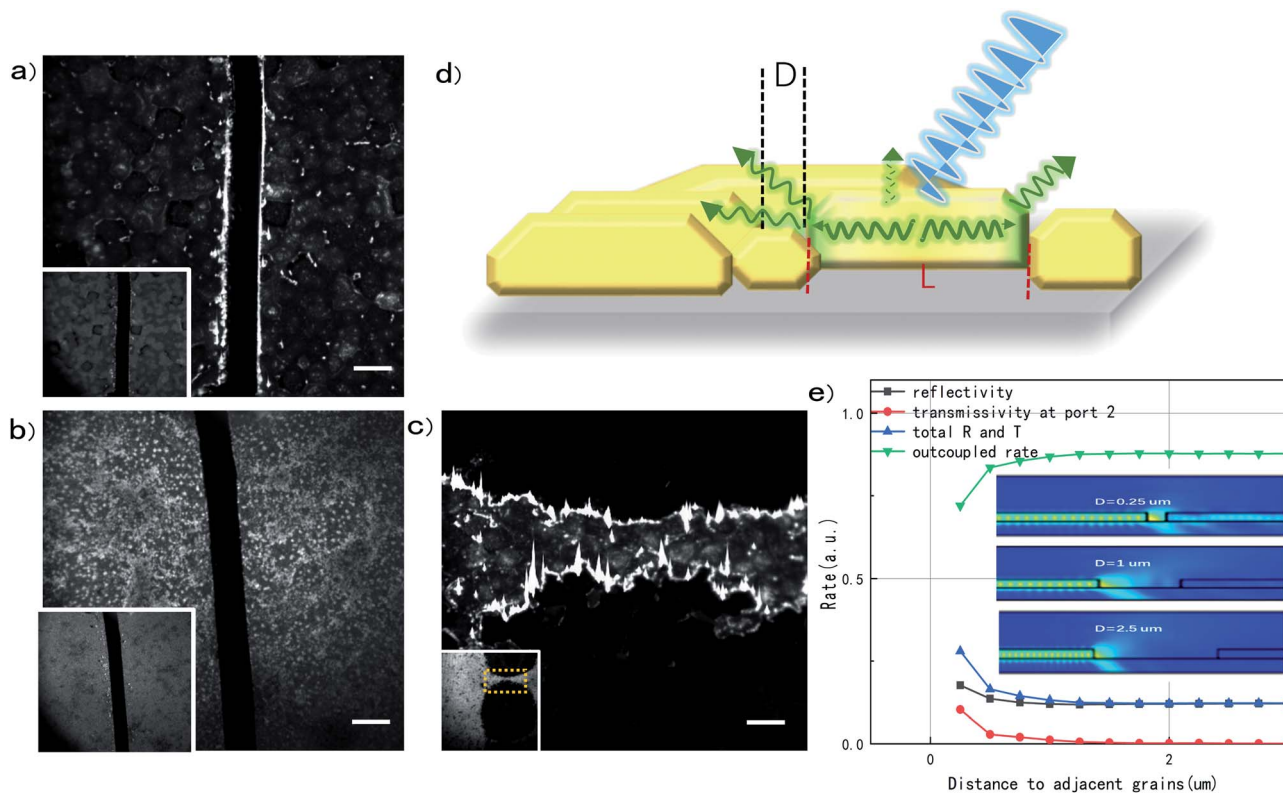 a)
b)
c)
d)
D
L
e)
reflectivity
transmissivity at port 2
total R and T
outcoupled rate
1.0
0.5
0.0
Rate(a.u.)
D=0.25 um
D=1 um
D=2.5 um
0
2
Distance to adjacent grains(um)